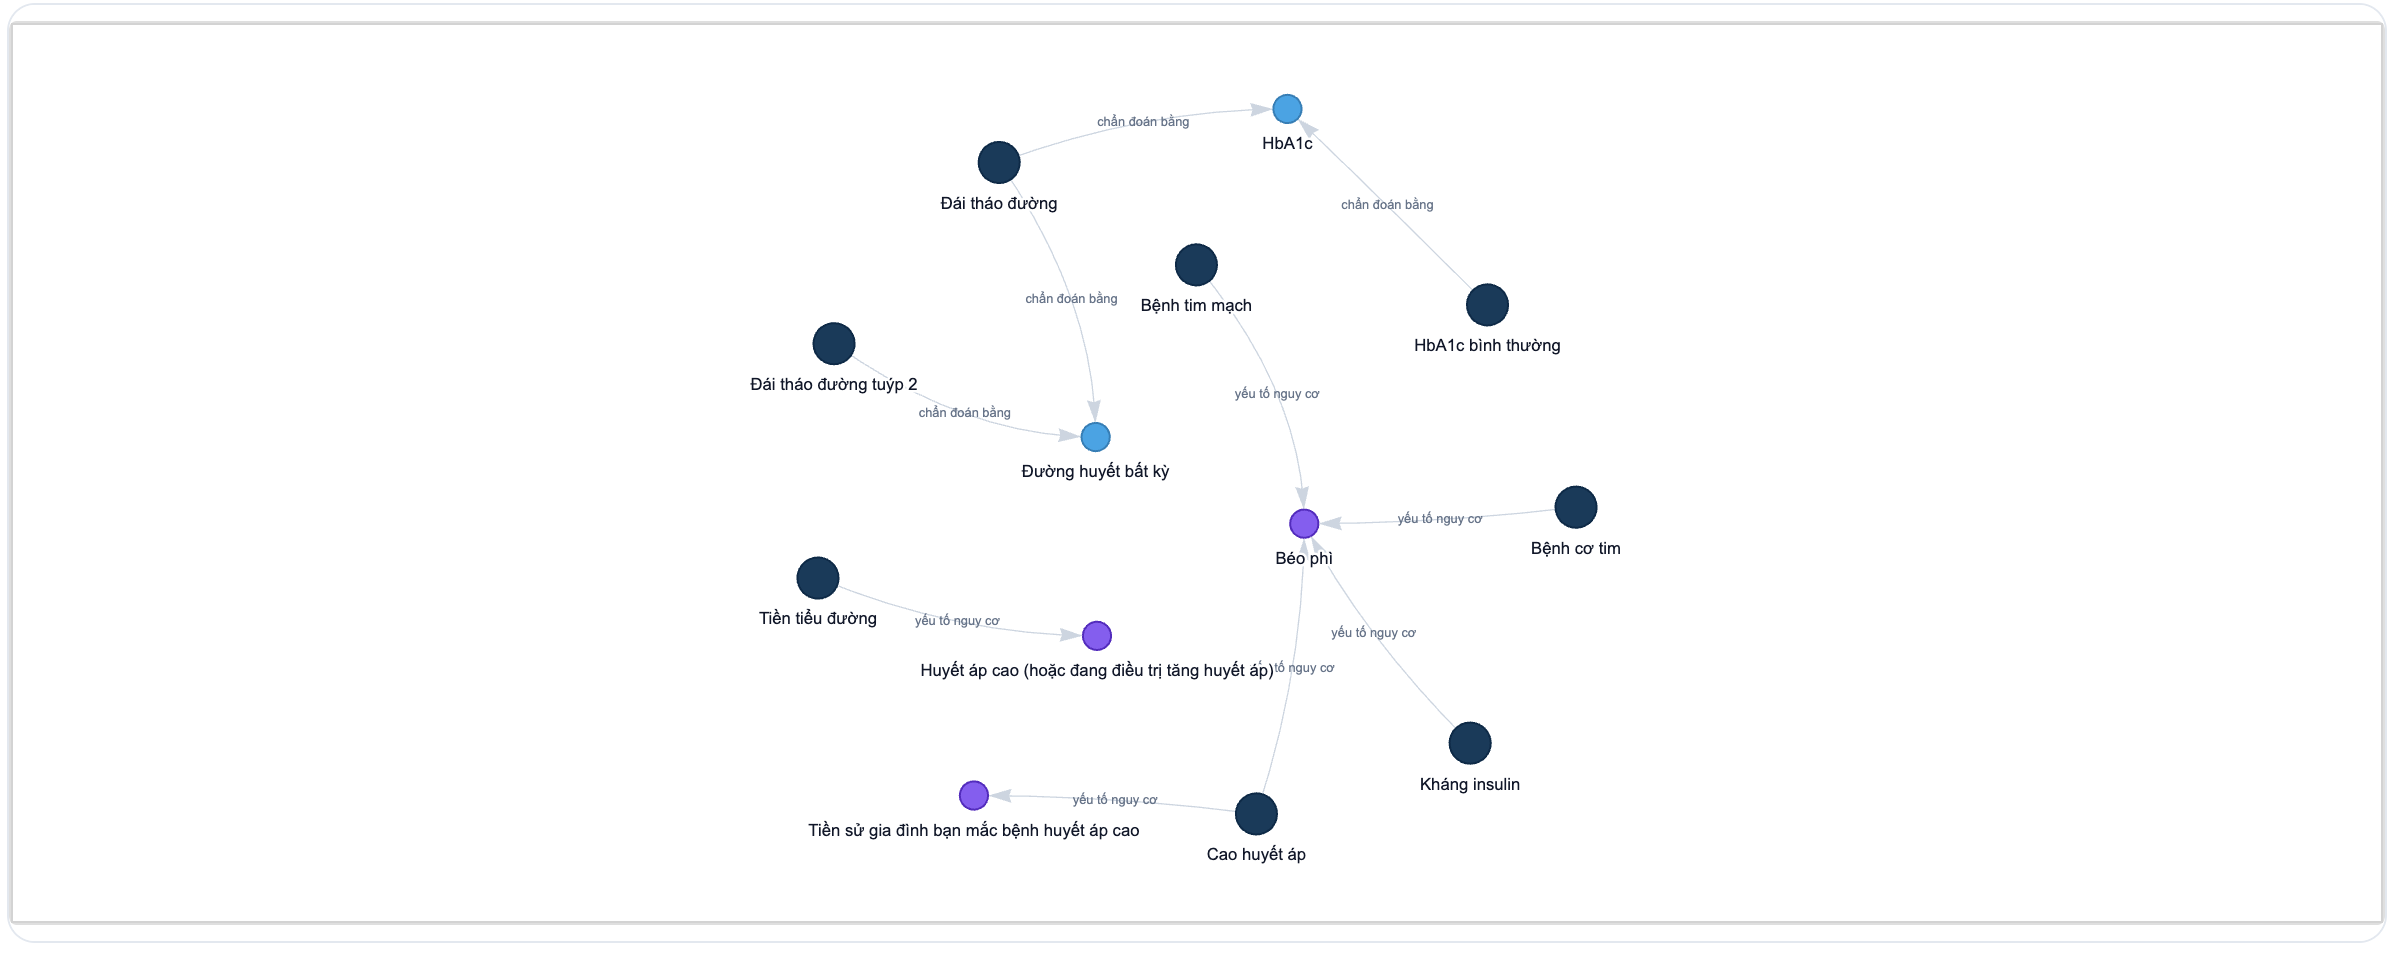 chẩn đoán bằng
HbA1c
Đái tháo đường
chẩn đoán bằng
chẩn đoán bằng
Bệnh tim mạch
HbA1c bình thường
Đái tháo đường tuýp 2
yếu tố nguy cơ
chẩn đoán bằng
Đường huyết bất kỳ
yếu tố nguy cơ
Bệnh cơ tim
Béo phì
Tiền tiểu đường
yếu tố nguy cơ
yếu tố nguy cơ
Huyết áp cao (hoặc đang điều trị tăng huyết áp)
tố nguy cơ
Kháng insulin
yếu tố nguy cơ
Tiền sử gia đình bạn mắc bệnh huyết áp cao
Cao huyết áp